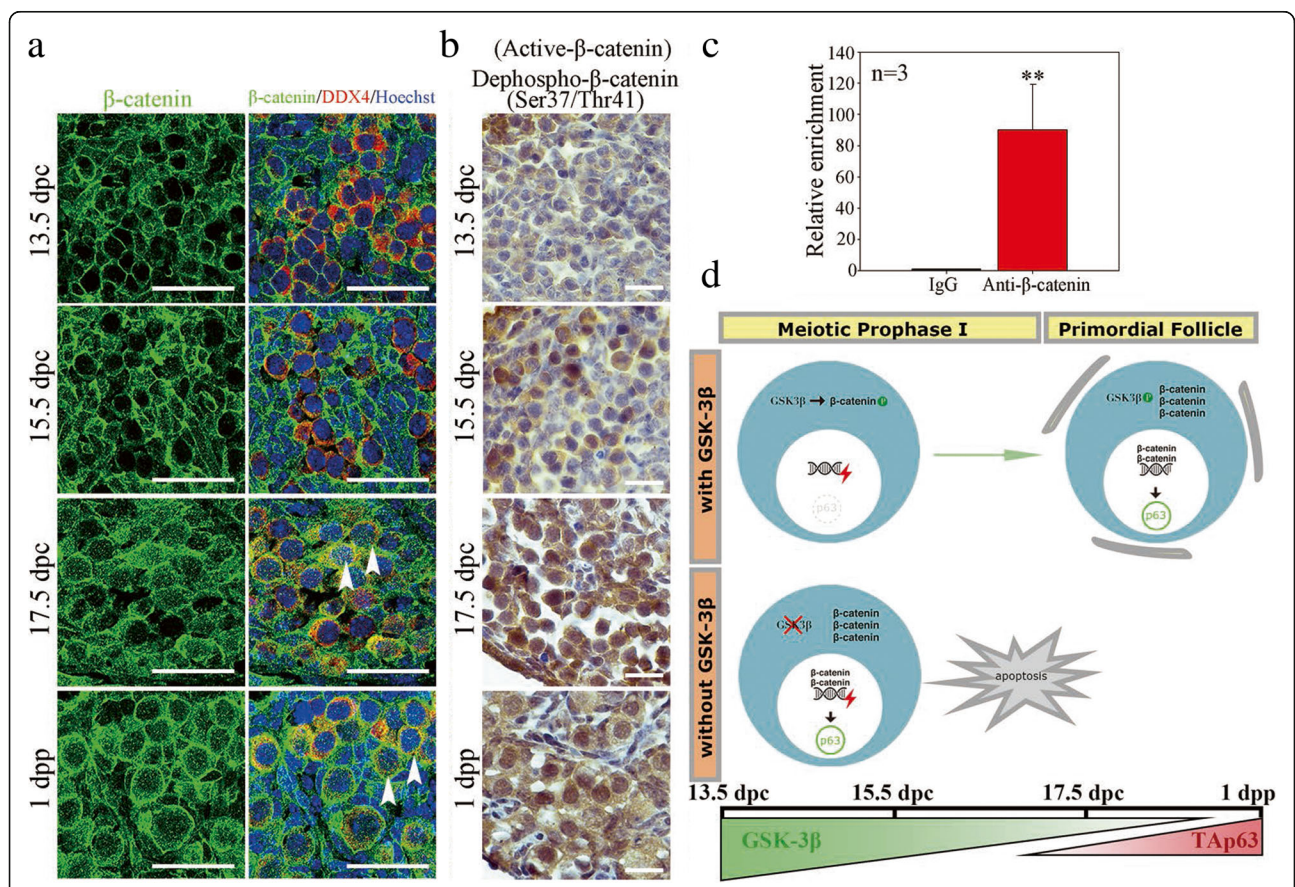 a
β-catenin
β-catenin/DDX4/Hoechst
13.5 dpc
15.5 dpc
17.5 dpc
1 dpp
b
(Active-β-catenin)
Dephospho-β-catenin
(Ser37/Thr41)
13.5 dpc
15.5 dpc
17.5 dpc
1 dpp
c
n=3
**
Relative enrichment
140
120
100
80
60
40
20
0
IgG
Anti-β-catenin
d
Meiotic Prophase I
Primordial Follicle
with GSK-3β
GSK3β
β-catenin P
p63
GSK3β P
β-catenin
β-catenin
β-catenin
β-catenin
β-catenin
p63
without GSK-3β
GSK3β
β-catenin
β-catenin
β-catenin
β-catenin
β-catenin
p63
apoptosis
13.5 dpc
15.5 dpc
17.5 dpc
1 dpp
GSK-3β
TAp63